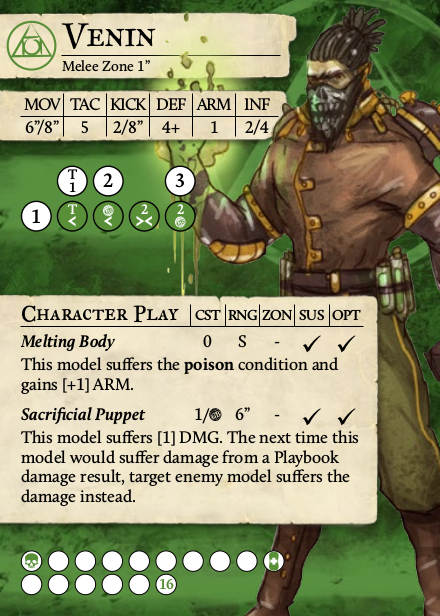 VENIN
Melee Zone 1”
MOV TAC KICK DEF ARM INF
6”/8” 5 2/8” 4+ 1 2/4
T 1 2 3
1 T < < 2 >< 2
CHARACTER PLAY CST RNG ZON SUS OPT
Melting Body 0 S - ✓ ✓
This model suffers the poison condition and
gains [+1] ARM.
Sacrificial Puppet 1/ 6” - ✓ ✓
This model suffers [1] DMG. The next time this
model would suffer damage from a Playbook
damage result, target enemy model suffers the
damage instead.
16